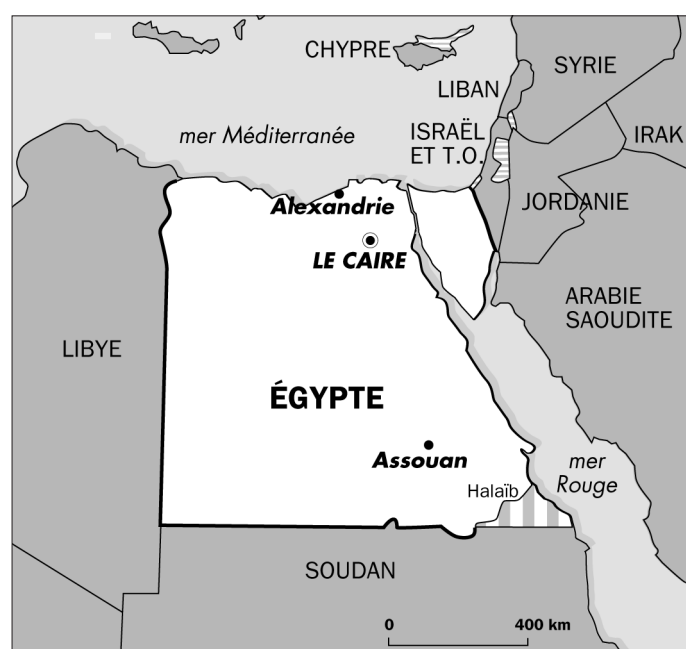 CHYPRE
SYRIE
LIBAN
mer Méditerranée
ISRAËL
ET T.O.
IRAK
Alexandrie
JORDANIE
LE CAIRE
ARABIE
SAOUDITE
LIBYE
ÉGYPTE
Assouan
mer
Rouge
Halaïb
SOUDAN
0 400 km